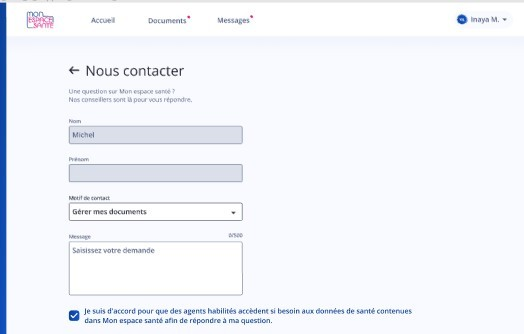 MON
ESPACE
SANTÉ
Accueil
Documents
Messages
Inaya M.
← Nous contacter
Une question sur Mon espace santé ?
Nos conseillers sont là pour vous répondre.
Nom
Michel
Prénom
Motif de contact
Gérer mes documents
Message
0/500
Saisissez votre demande
Je suis d'accord pour que des agents habilités accèdent si besoin aux données de santé contenues
dans Mon espace santé afin de répondre à ma question.